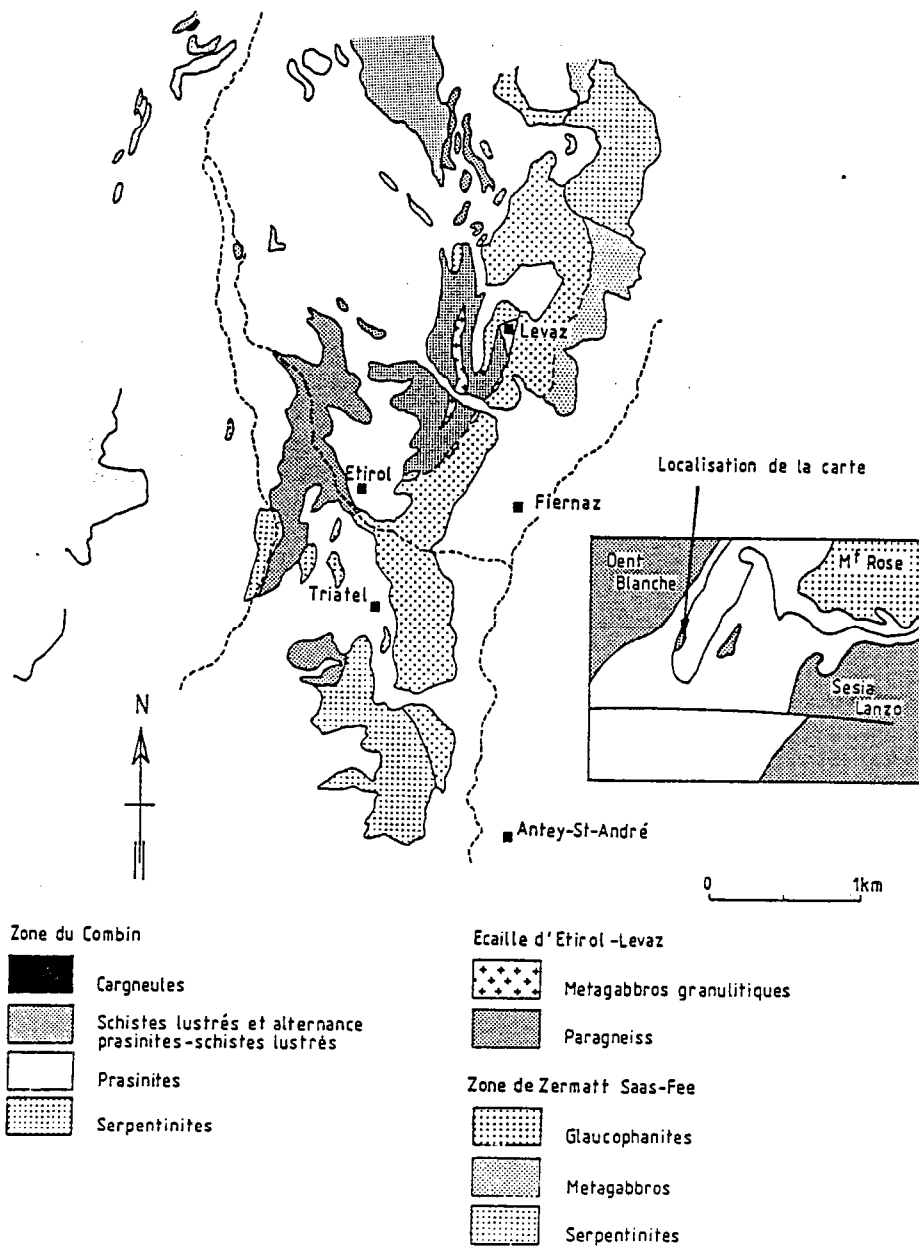 Levaz
Etirol
Fiernaz
Triatel
Antey-St-André
N
Localisation de la carte
Dent
Blanche
Mt Rose
Sesia
Lanzo
0 1km
Zone du Combin
Cargneules
Schistes lustrés et alternance
prasinites-schistes lustrés
Prasinites
Serpentinites
Ecaille d'Etirol-Levaz
Metagabbros granulitiques
Paragneiss
Zone de Zermatt Saas-Fee
Glaucophanites
Metagabbros
Serpentinites